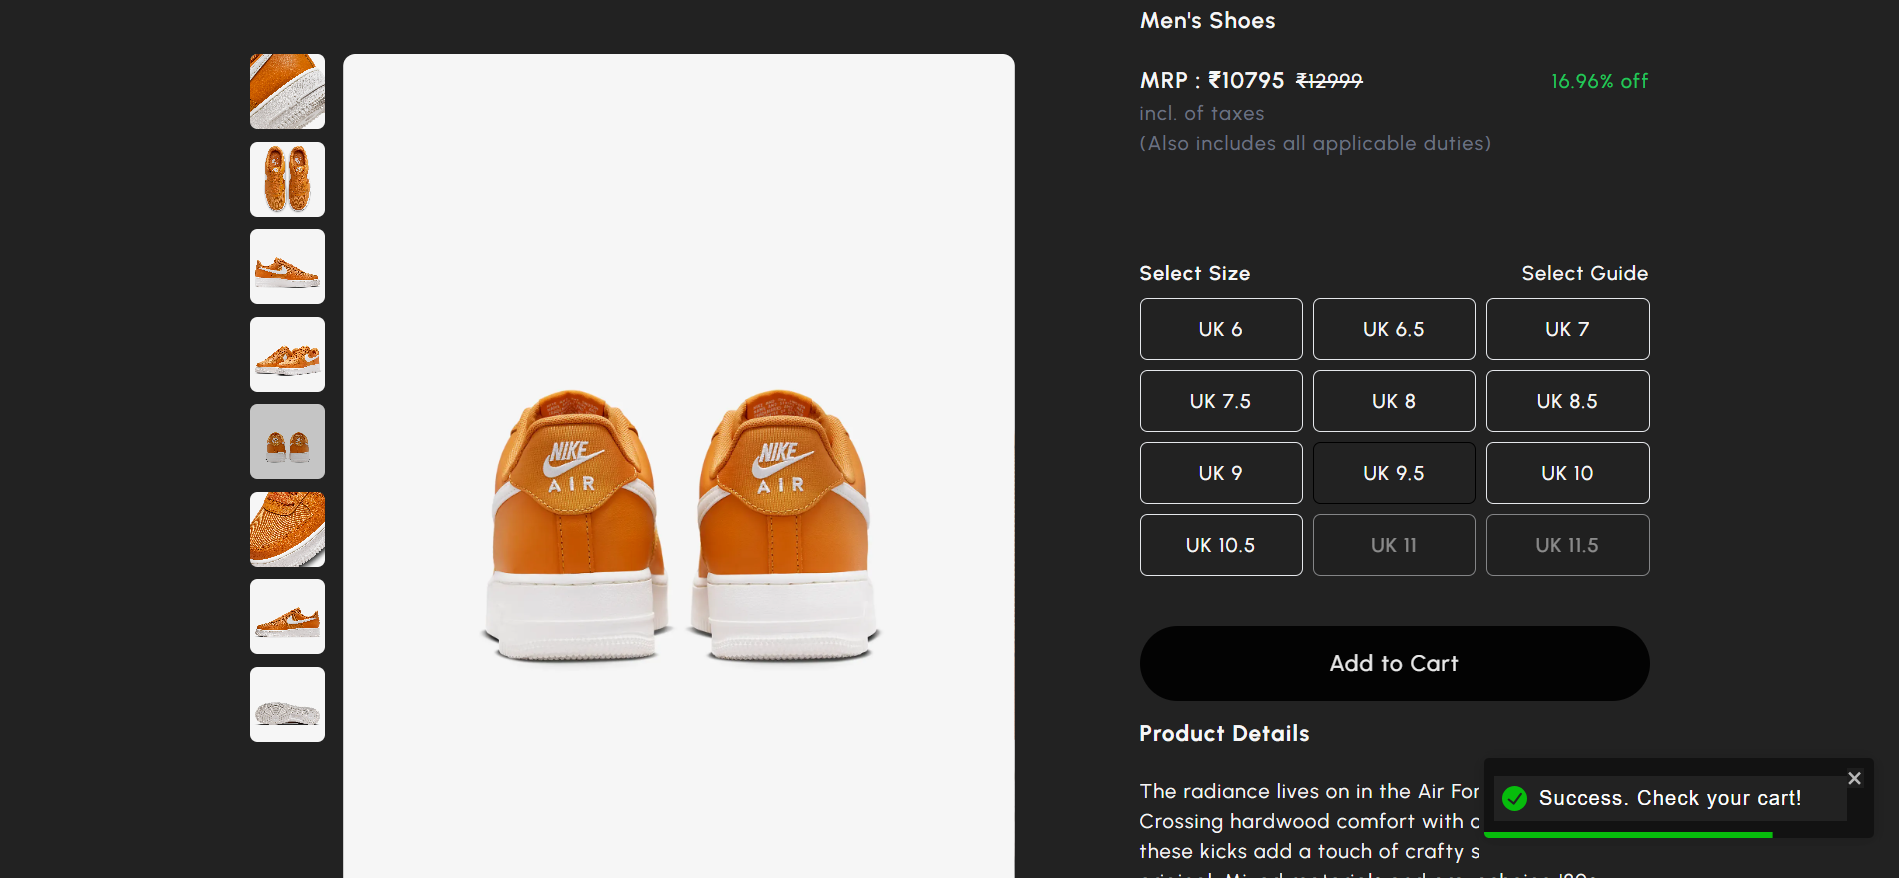 Men's Shoes
MRP : ₹10795 ₹12999 16.96% off
incl. of taxes
(Also includes all applicable duties)
Select Size Select Guide
UK 6 UK 6.5 UK 7
UK 7.5 UK 8 UK 8.5
UK 9 UK 9.5 UK 10
UK 10.5 UK 11 UK 11.5
NIKE NIKE
AIR AIR
Add to Cart
Product Details
The radiance lives on in the Air For
Crossing hardwood comfort with
these kicks add a touch of crafty
Success. Check your cart!